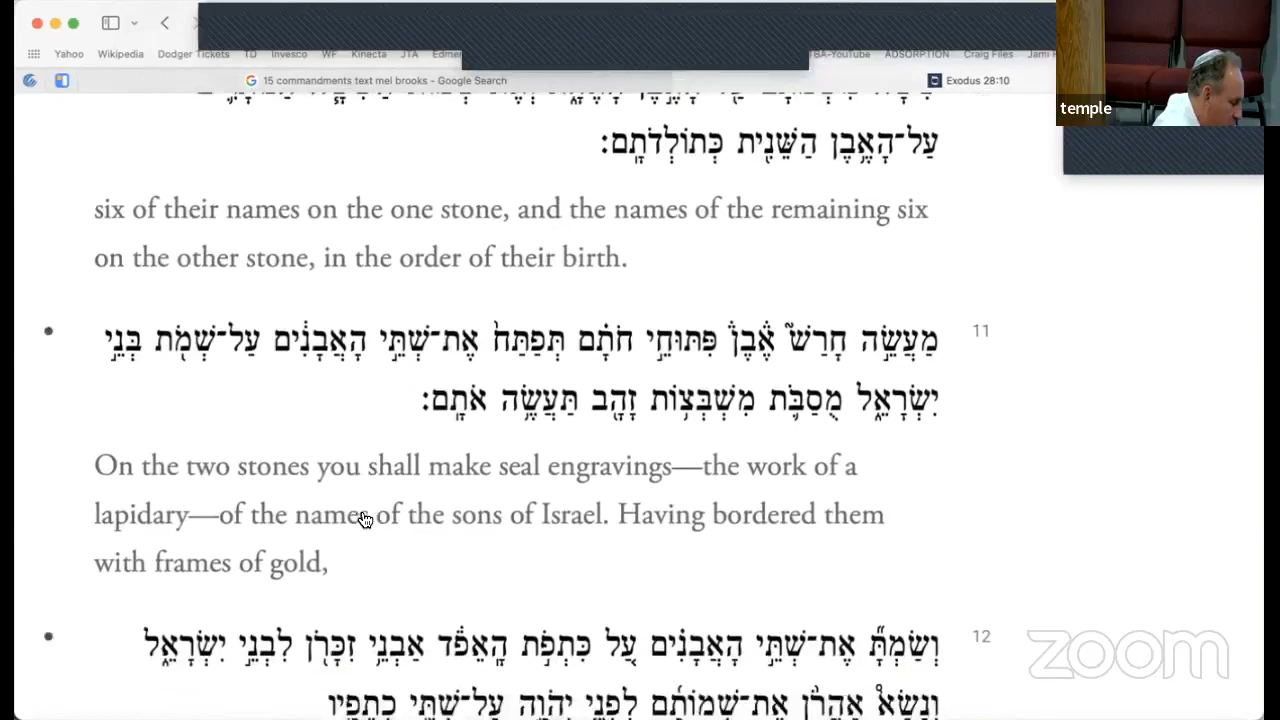 Yahoo Wikipedia Dodger Tickets TD Invesco WF Kinecta JTA BA-YouTube ADSORPTION Craig Files
15 commandments text mel brooks - Google Search
Exodus 28:10
temple
עַל־הָאֶ֥בֶן הַשֵּׁנִ֖ית כְּתוֹלְדֹתָֽם׃
six of their names on the one stone, and the names of the remaining six
on the other stone, in the order of their birth.
11
מַעֲשֵׂ֣ה חָרַשׁ֮ אֶ֒בֶן֒ פִּתּוּחֵ֣י חֹתָ֗ם תְּפַתַּח֙ אֶת־שְׁתֵּ֣י הָאֲבָנִ֔ים עַל־שְׁמֹ֖ת בְּנֵ֣י
יִשְׂרָאֵ֑ל מֻסַבֹּ֛ת מִשְׁבְּצ֥וֹת זָהָ֖ב תַּעֲשֶׂ֥ה אֹתָֽם׃
On the two stones you shall make seal engravings—the work of a
lapidary—of the names of the sons of Israel. Having bordered them
with frames of gold,
12
וְשַׂמְתָּ֞ אֶת־שְׁתֵּ֣י הָאֲבָנִ֗ים עַ֚ל כִּתְפֹ֣ת הָֽאֵפֹ֔ד אַבְנֵ֥י זִכָּרֹ֖ן לִבְנֵ֣י יִשְׂרָאֵ֑ל
וְנָשָׂא֩ אַהֲרֹ֨ן אֶת־שְׁמוֹתָ֜ם לִפְנֵ֧י יְהֹוָ֛ה עַל־שְׁתֵּ֥י כְתֵפָ֖יו
zoom